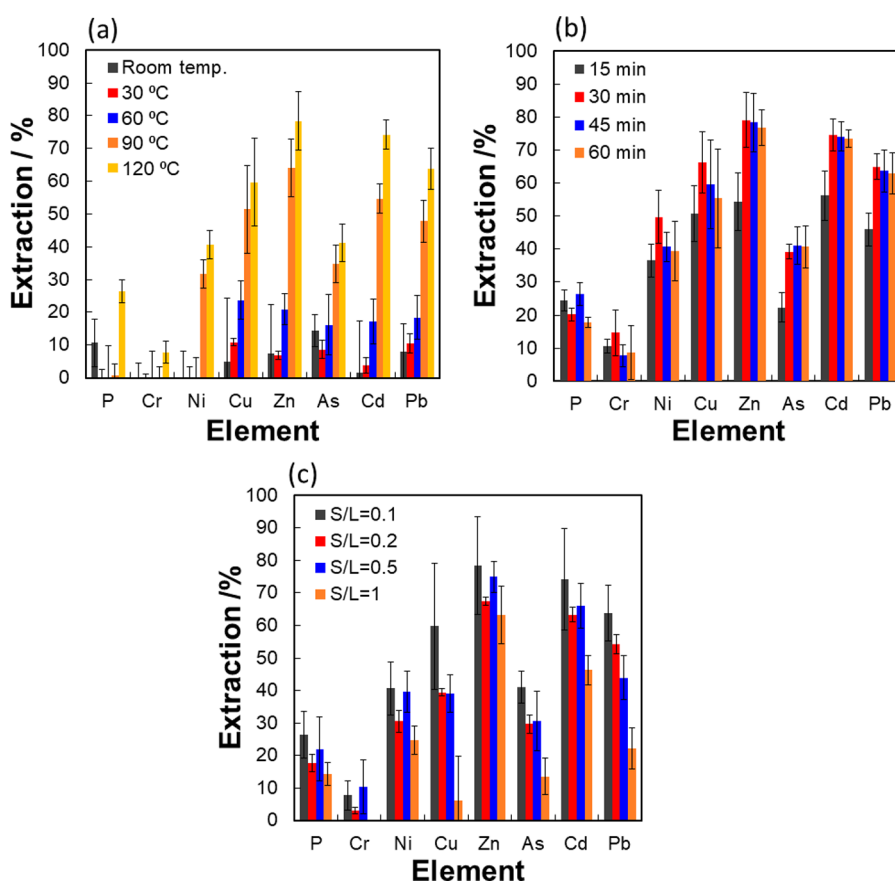 (a)
Extraction / %
100
90
80
70
60
50
40
30
20
10
0
Room temp.
30 ºC
60 ºC
90 ºC
120 ºC
P Cr Ni Cu Zn As Cd Pb
Element
(b)
Extraction /%
100
90
80
70
60
50
40
30
20
10
0
15 min
30 min
45 min
60 min
P Cr Ni Cu Zn As Cd Pb
Element
(c)
Extraction /%
100
90
80
70
60
50
40
30
20
10
0
S/L=0.1
S/L=0.2
S/L=0.5
S/L=1
P Cr Ni Cu Zn As Cd Pb
Element